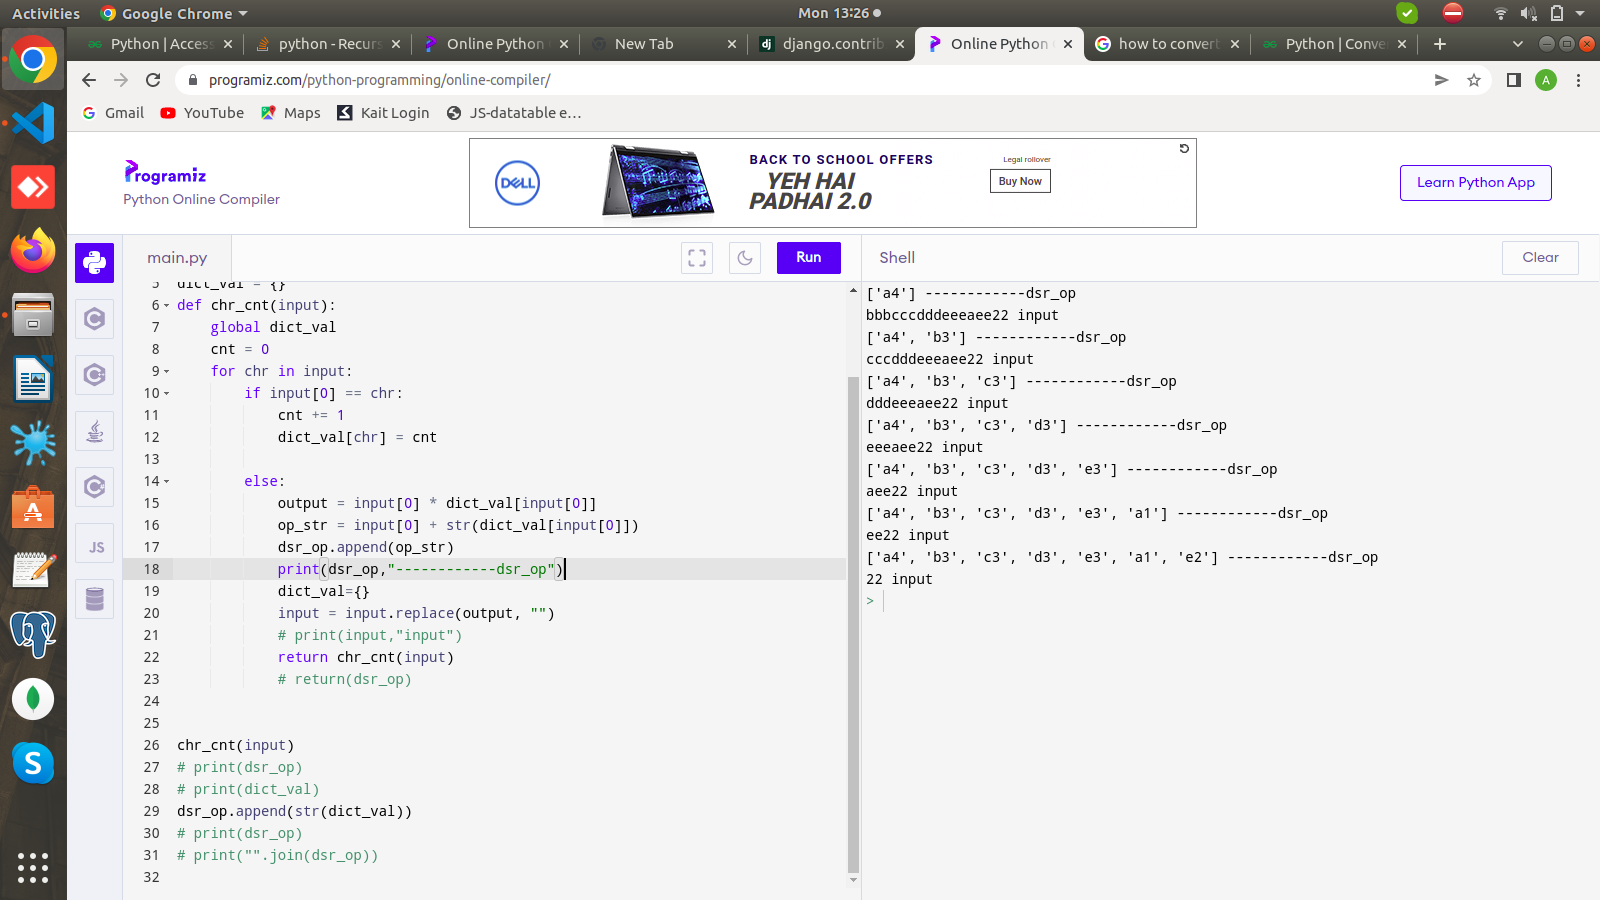 Activities
Google Chrome
Mon 13:26
Python | Access
python - Recurs
Online Python
New Tab
django.contrib
Online Python
how to convert
Python | Conve
programiz.com/python-programming/online-compiler/
A
Gmail
YouTube
Maps
Kait Login
JS-datatable e...
Programiz
Python Online Compiler
DELL
BACK TO SCHOOL OFFERS
YEH HAI
PADHAI 2.0
Legal rollover
Buy Now
Learn Python App
main.py
Run
Shell
Clear
JS
5 dict_val = {}
6 def chr_cnt(input):
7     global dict_val
8     cnt = 0
9     for chr in input:
10         if input[0] == chr:
11             cnt += 1
12             dict_val[chr] = cnt
13
14         else:
15             output = input[0] * dict_val[input[0]]
16             op_str = input[0] + str(dict_val[input[0]])
17             dsr_op.append(op_str)
18             print(dsr_op,"------------dsr_op")
19             dict_val={}
20             input = input.replace(output, "")
21             # print(input,"input")
22             return chr_cnt(input)
23             # return(dsr_op)
24
25
26 chr_cnt(input)
27 # print(dsr_op)
28 # print(dict_val)
29 dsr_op.append(str(dict_val))
30 # print(dsr_op)
31 # print("".join(dsr_op))
32
['a4'] ------------dsr_op
bbbcccdddeeeaee22 input
['a4', 'b3'] ------------dsr_op
cccdddeeeaee22 input
['a4', 'b3', 'c3'] ------------dsr_op
dddeeeaee22 input
['a4', 'b3', 'c3', 'd3'] ------------dsr_op
eeeaee22 input
['a4', 'b3', 'c3', 'd3', 'e3'] ------------dsr_op
aee22 input
['a4', 'b3', 'c3', 'd3', 'e3', 'a1'] ------------dsr_op
ee22 input
['a4', 'b3', 'c3', 'd3', 'e3', 'a1', 'e2'] ------------dsr_op
22 input
>